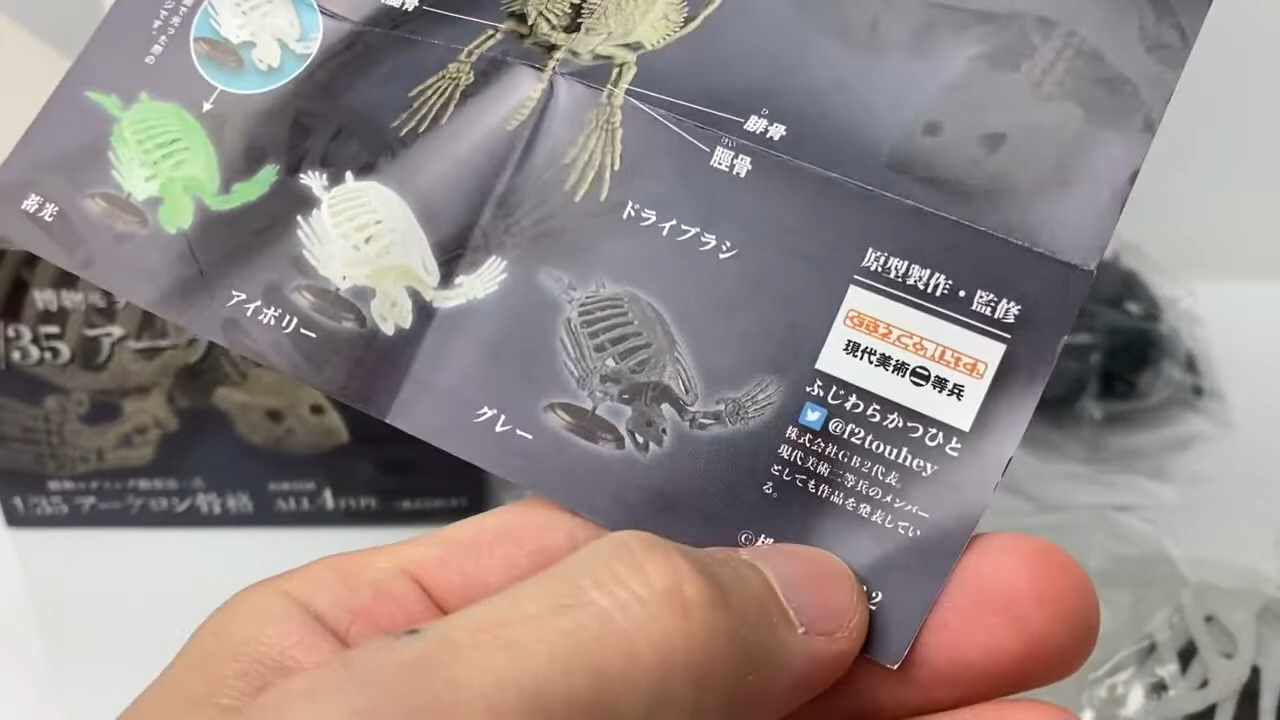 腓骨
ひ
脛骨
けい
ドライブラシ
蓄光
アイボリー
グレー
原型製作・監修
現代美術二等兵
ふじわらかつひと
@f2touhey
株式会社GB2代表。
現代美術二等兵のメンバー
としても作品を発表してい
る。
©
1/35 アーケロン骨格
ALL 4 TYPE